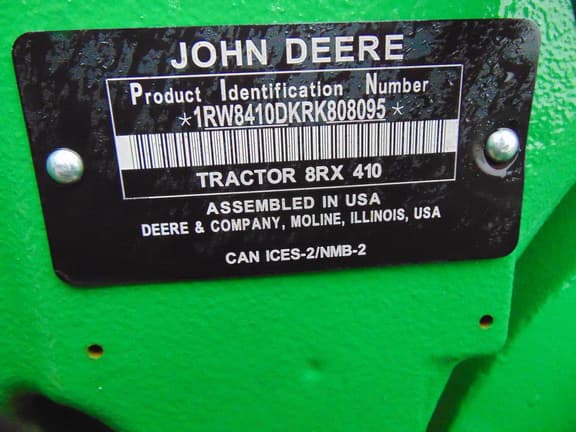 JOHN DEERE
Product Identification Number
*1RW8410DKRK808095*
TRACTOR 8RX 410
ASSEMBLED IN USA
DEERE & COMPANY, MOLINE, ILLINOIS, USA
CAN ICES-2/NMB-2